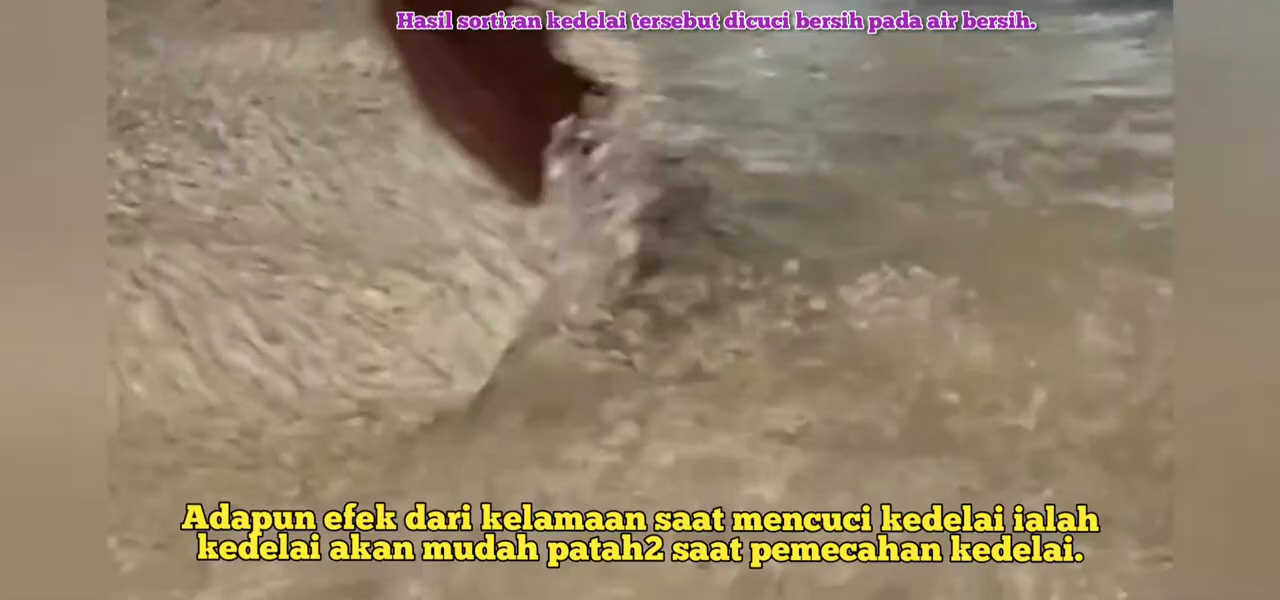 Hasil sortiran kedelai tersebut dicuci bersih pada air bersih.
Adapun efek dari kelamaan saat mencuci kedelai ialah
kedelai akan mudah patah2 saat pemecahan kedelai.